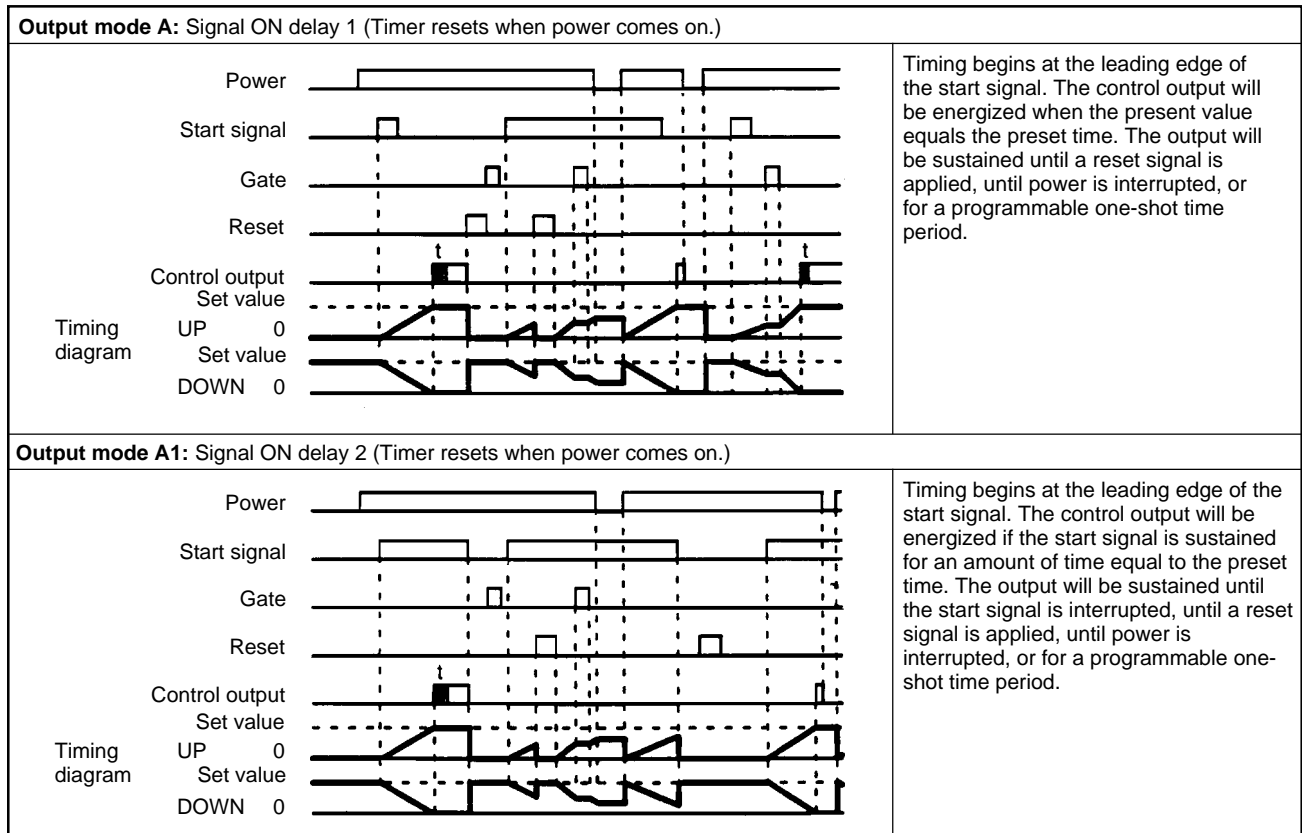 Output mode A: Signal ON delay 1 (Timer resets when power comes on.)
Power
Start signal
Gate
Reset
t
t
Control output
Set value
Timing diagram
UP 0
Set value
DOWN 0
Timing begins at the leading edge of
the start signal. The control output will
be energized when the present value
equals the preset time. The output will
be sustained until a reset signal is
applied, until power is interrupted, or
for a programmable one-shot time
period.
Output mode A1: Signal ON delay 2 (Timer resets when power comes on.)
Power
Start signal
Gate
Reset
t
Control output
Set value
Timing diagram
UP 0
Set value
DOWN 0
Timing begins at the leading edge of the
start signal. The control output will be
energized if the start signal is sustained
for an amount of time equal to the preset
time. The output will be sustained until
the start signal is interrupted, until a reset
signal is applied, until power is
interrupted, or for a programmable one-
shot time period.